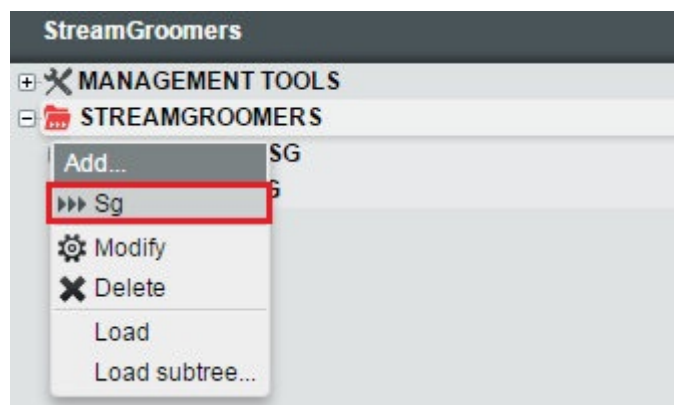 StreamGroomers
MANAGEMENT TOOLS
STREAMGROOMERS
SG
Add...
Sg
Modify
Delete
Load
Load subtree...